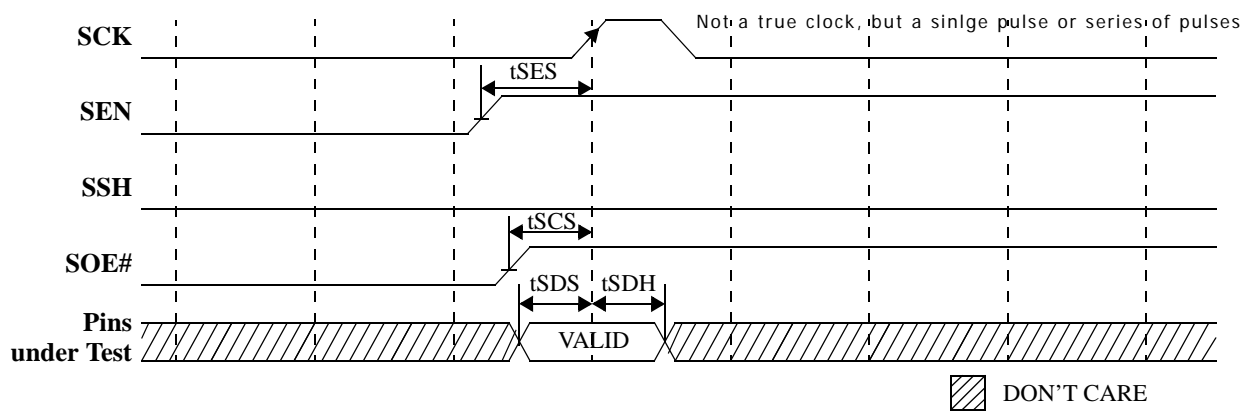 Not a true clock, but a sinlge pulse or series of pulses
SCK
tSES
SEN
SSH
tSCS
SOE#
tSDS tSDH
Pins
under Test
VALID
DON'T CARE